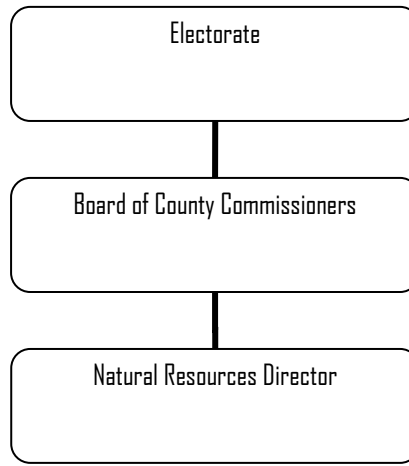 Electorate
Board of County Commissioners
Natural Resources Director